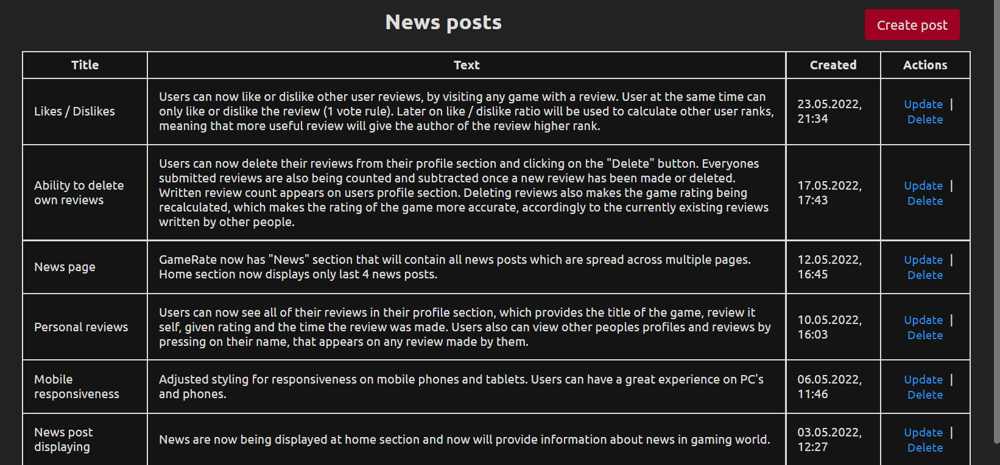 News posts
Create post
Title
Text
Created
Actions
Likes / Dislikes
Users can now like or dislike other user reviews, by visiting any game with a review. User at the same time can
only like or dislike the review (1 vote rule). Later on like / dislike ratio will be used to calculate other user ranks,
meaning that more useful review will give the author of the review higher rank.
23.05.2022,
21:34
Update |
Delete
Ability to delete
own reviews
Users can now delete their reviews from their profile section and clicking on the "Delete" button. Everyones
submitted reviews are also being counted and subtracted once a new review has been made or deleted.
Written review count appears on users profile section. Deleting reviews also makes the game rating being
recalculated, which makes the rating of the game more accurate, accordingly to the currently existing reviews
written by other people.
17.05.2022,
17:43
Update |
Delete
News page
GameRate now has "News" section that will contain all news posts which are spread across multiple pages.
Home section now displays only last 4 news posts.
12.05.2022,
16:45
Update |
Delete
Personal reviews
Users can now see all of their reviews in their profile section, which provides the title of the game, review it
self, given rating and the time the review was made. Users also can view other peoples profiles and reviews by
pressing on their name, that appears on any review made by them.
10.05.2022,
16:03
Update |
Delete
Mobile
responsiveness
Adjusted styling for responsiveness on mobile phones and tablets. Users can have a great experience on PC's
and phones.
06.05.2022,
11:46
Update |
Delete
News post
displaying
News are now being displayed at home section and now will provide information about news in gaming world.
03.05.2022,
12:27
Update |
Delete